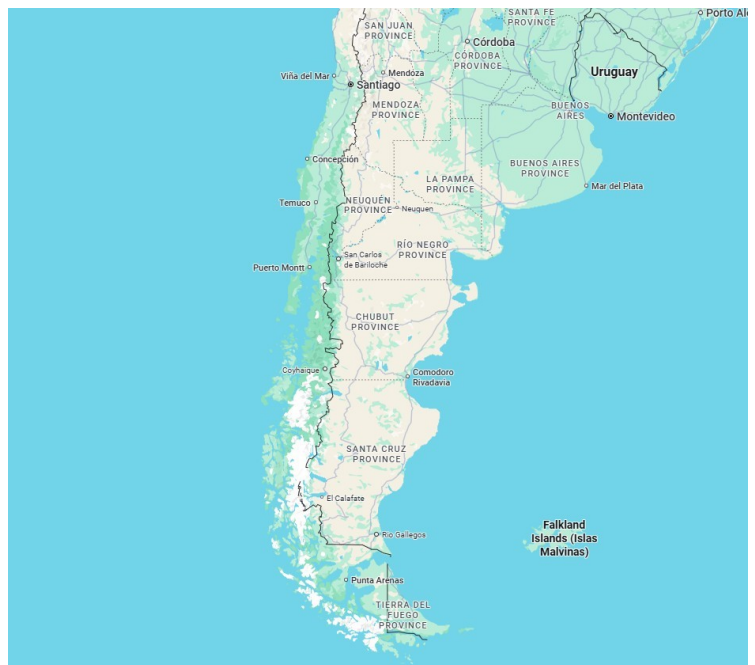 SANTA FE
PROVINCE
Porto Ale
SAN JUAN
PROVINCE
Córdoba
CÓRDOBA
PROVINCE
Viña del Mar
Mendoza
Uruguay
Santiago
MENDOZA
PROVINCE
BUENOS
AIRES
Montevideo
Concepción
BUENOS AIRES
PROVINCE
LA PAMPA
PROVINCE
Mar del Plata
Temuco
NEUQUÉN
PROVINCE
Neuquen
RÍO NEGRO
PROVINCE
San Carlos
de Bariloche
Puerto Montt
CHUBUT
PROVINCE
Coyhaique
Comodoro
Rivadavia
SANTA CRUZ
PROVINCE
El Calafate
Rio Gallegos
Falkland
Islands (Islas
Malvinas)
Punta Arenas
TIERRA DEL
FUEGO
PROVINCE